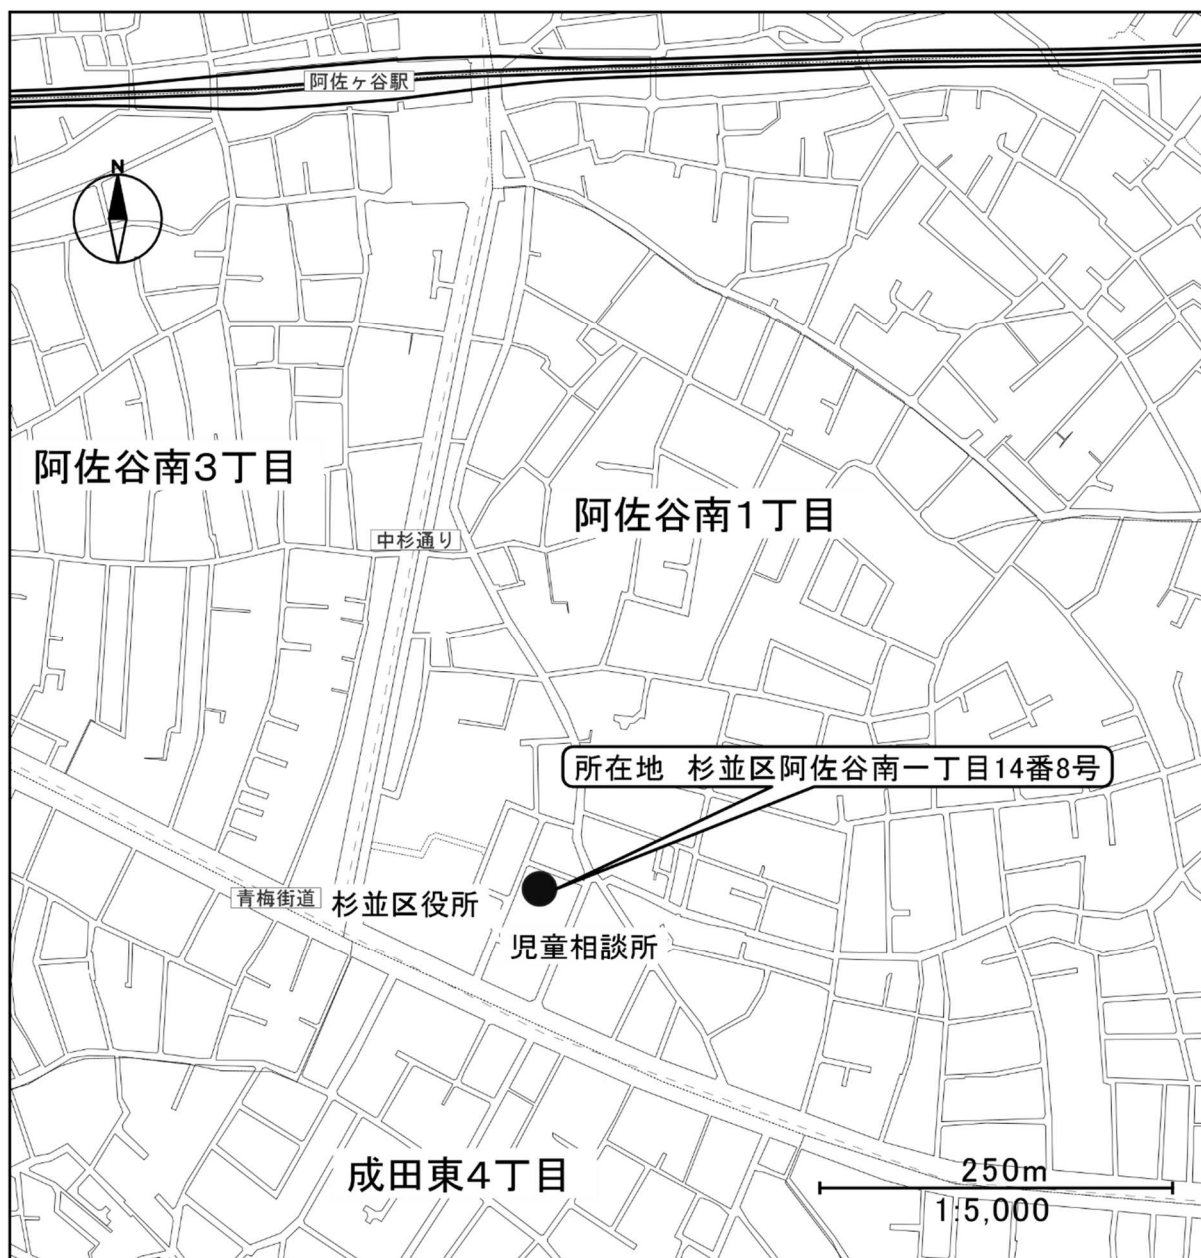 阿佐ヶ谷駅
N
阿佐谷南3丁目
阿佐谷南1丁目
中杉通り
所在地 杉並区阿佐谷南一丁目14番8号
青梅街道
杉並区役所
児童相談所
成田東4丁目
250m
1:5,000